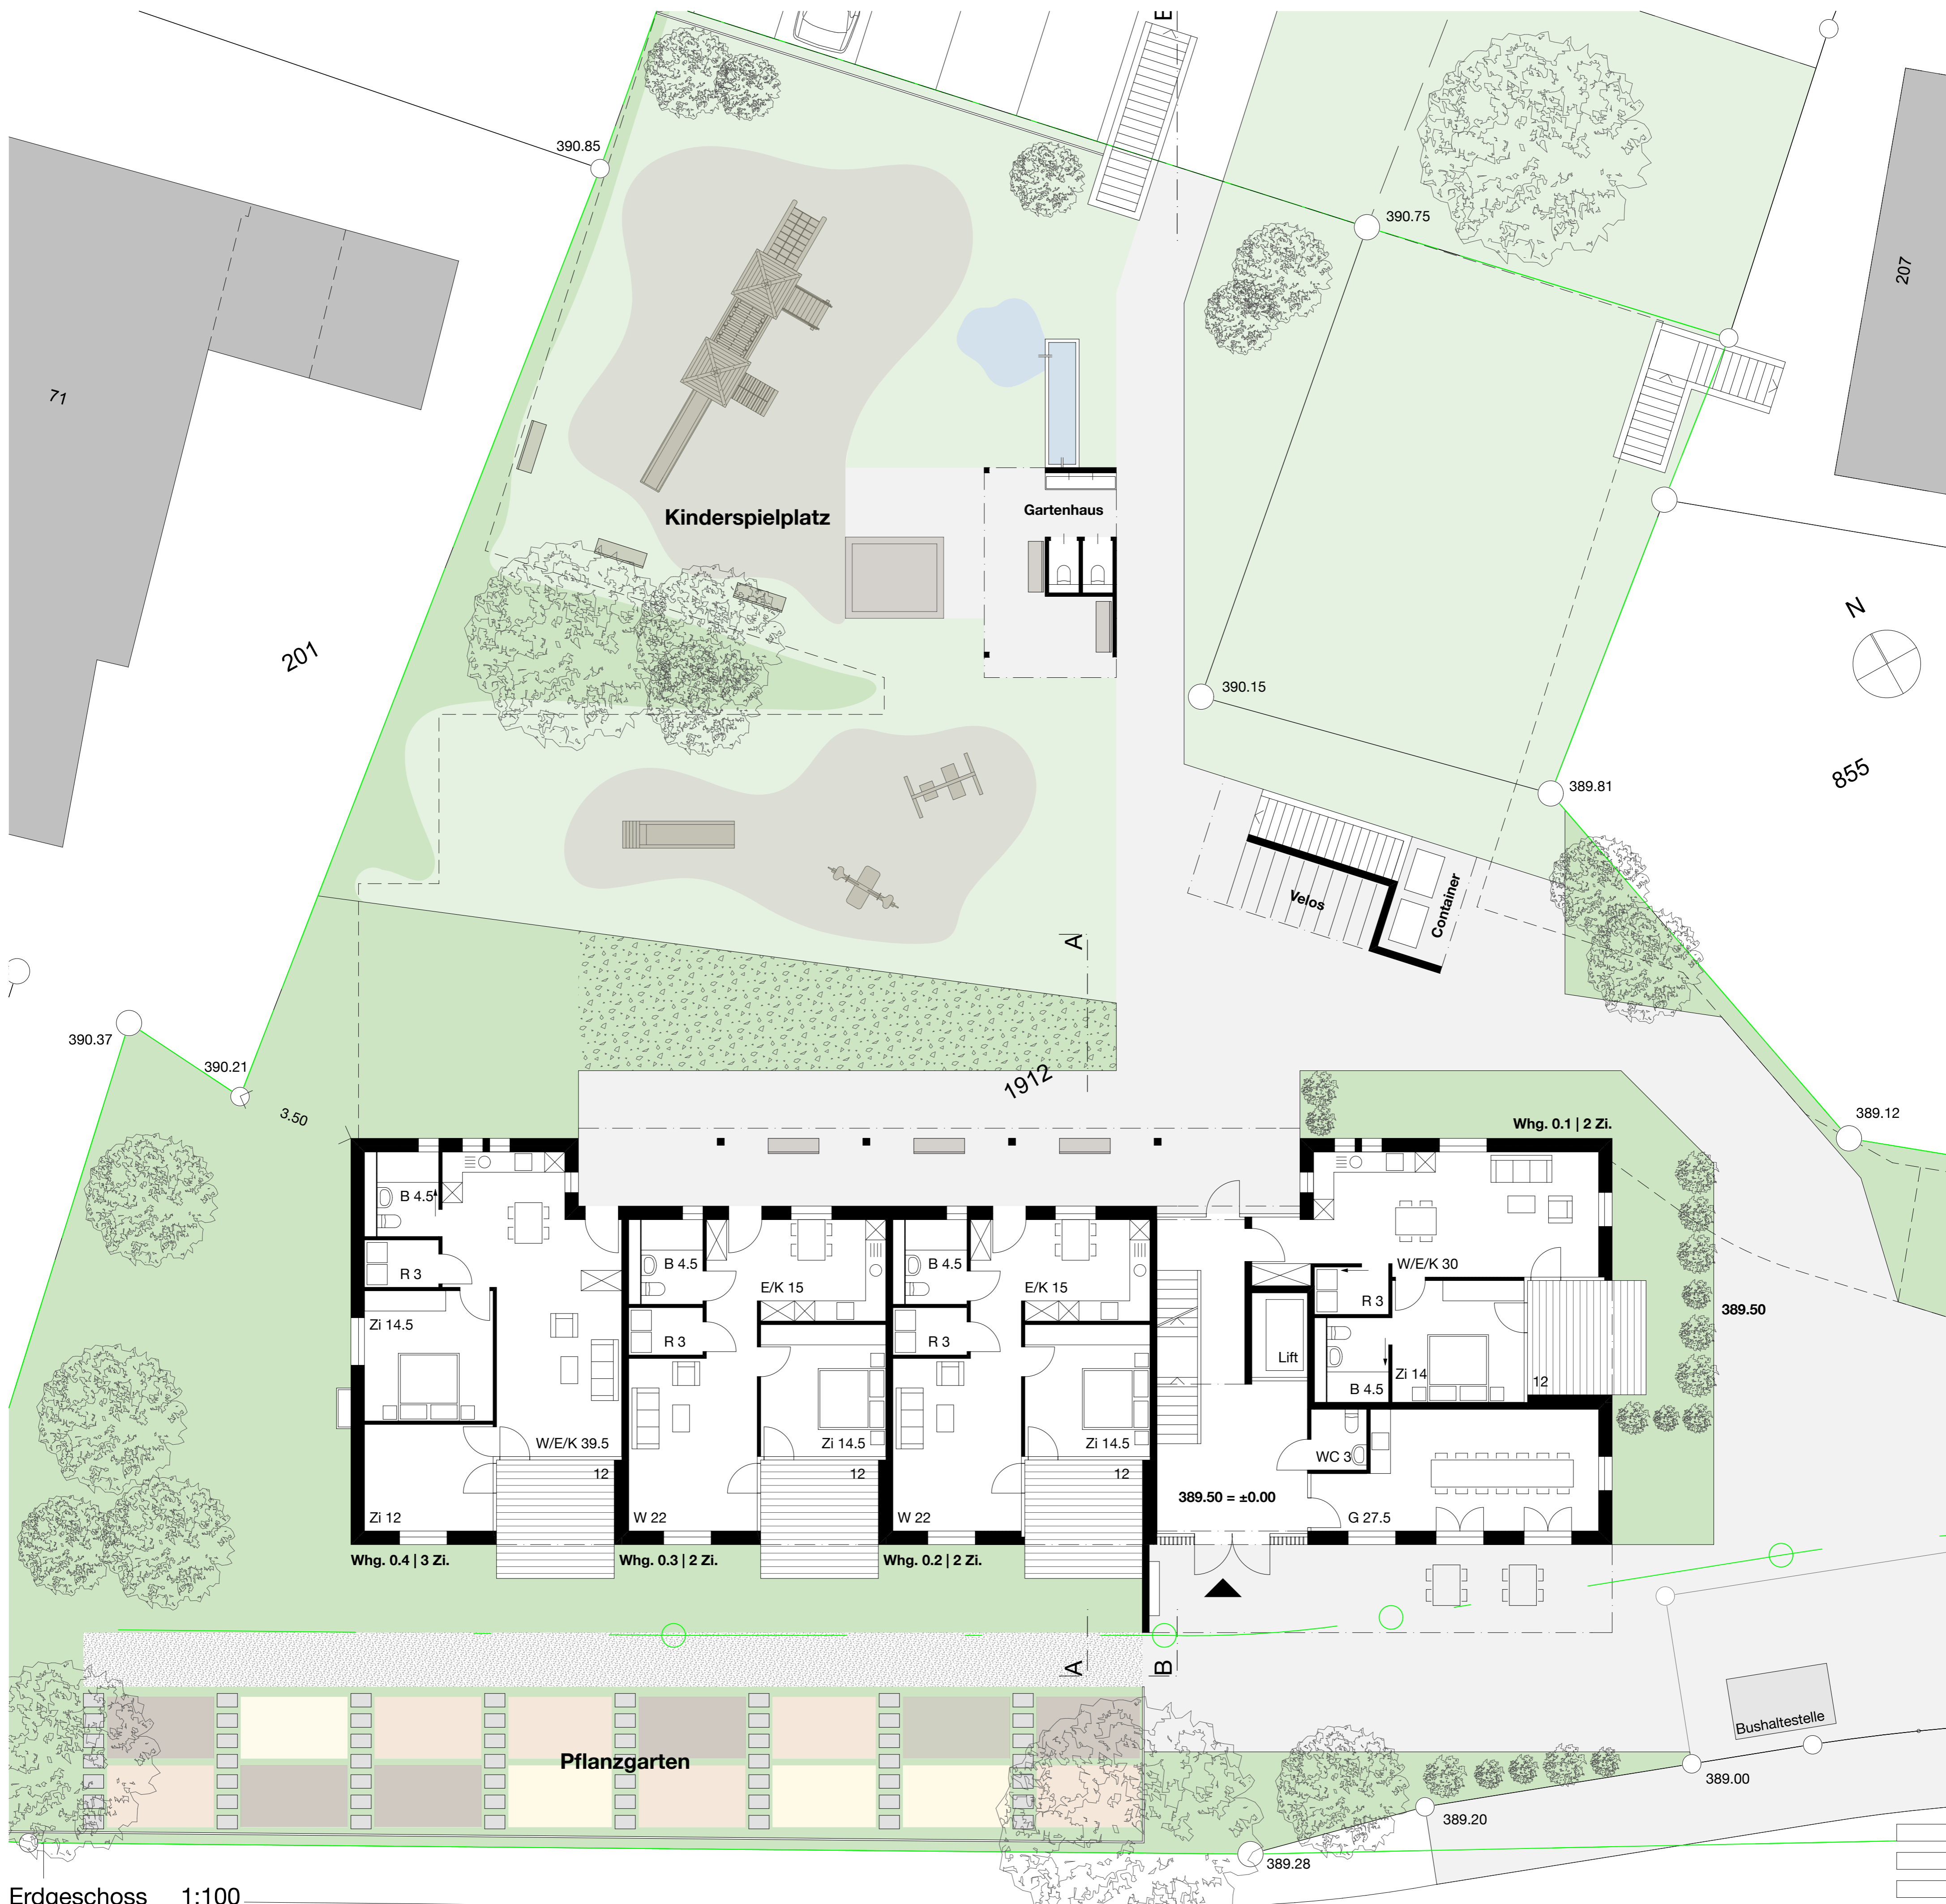 B
390.85
390.75
207
71
Gartenhaus
Kinderspielplatz
N
201
390.15
855
389.81
Velos
Container
A
390.37
390.21
1912
3.50
389.12
Whg. 0.1 | 2 Zi.
B 4.5
B 4.5
B 4.5
E/K 15
E/K 15
W/E/K 30
R 3
R 3
R 3
R 3
389.50
Zi 14.5
Lift
Zi 14
12
B 4.5
W/E/K 39.5
Zi 14.5
Zi 14.5
WC 3
12
12
12
389.50 = ±0.00
Zi 12
W 22
W 22
G 27.5
Whg. 0.4 | 3 Zi.
Whg. 0.3 | 2 Zi.
Whg. 0.2 | 2 Zi.
A
B
Bushaltestelle
Pflanzgarten
389.00
389.20
389.28
Erdgeschoss 1:100